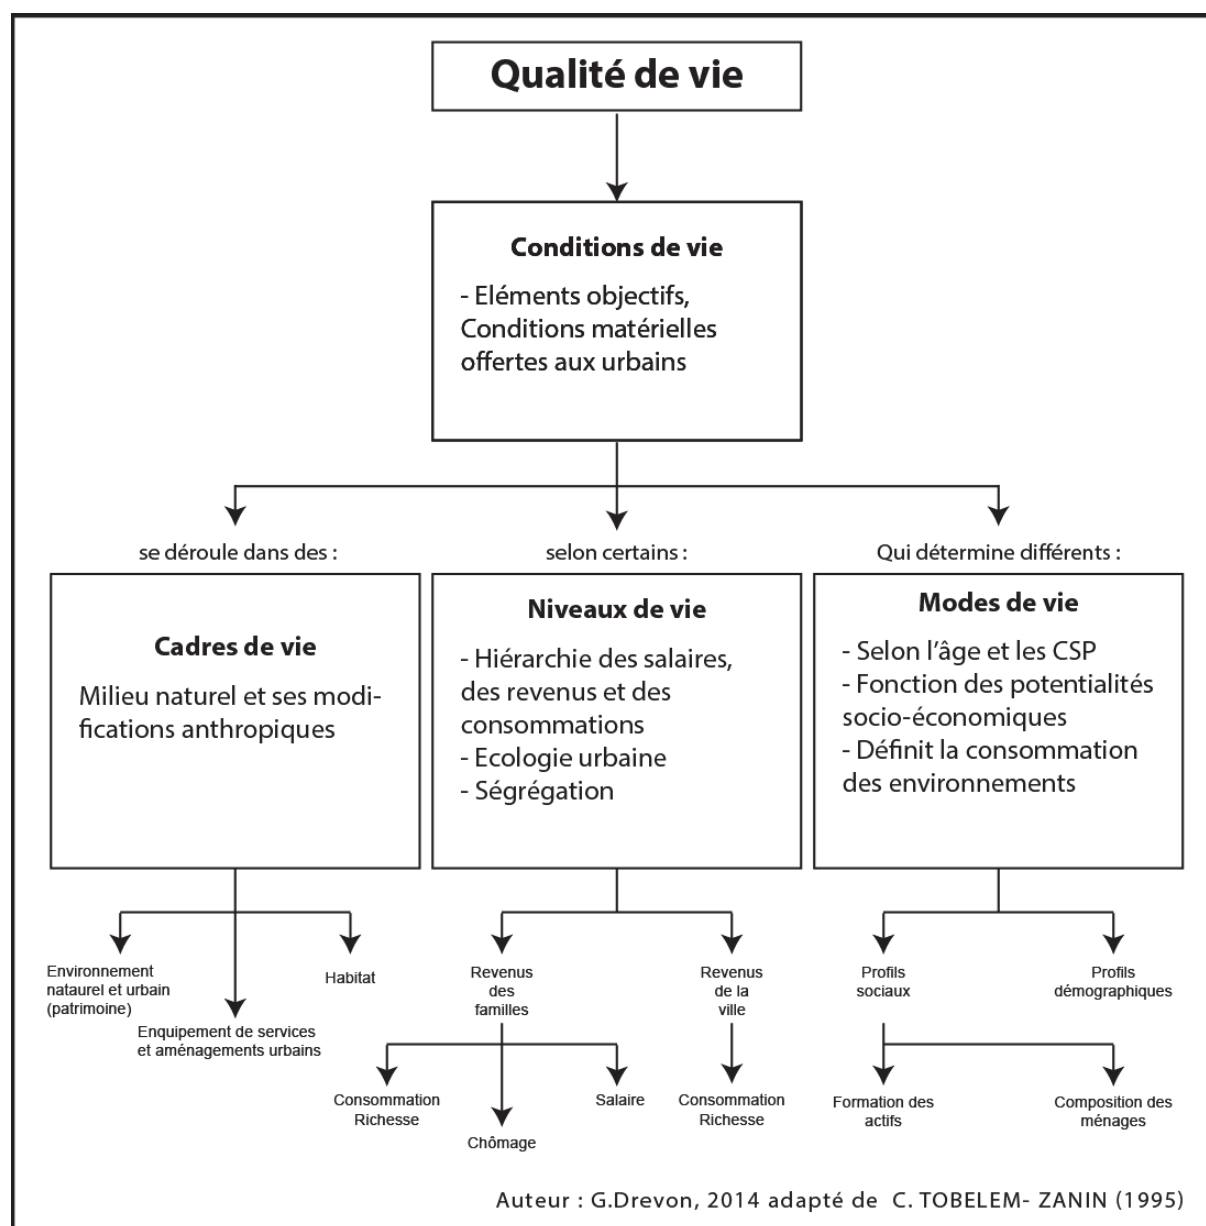 Qualité de vie
Conditions de vie
- Eléments objectifs,
Conditions matérielles
offertes aux urbains
se déroule dans des :
Cadres de vie
Milieu naturel et ses modi-
fications anthropiques
selon certains :
Niveaux de vie
- Hiérarchie des salaires,
des revenus et des
consommations
- Ecologie urbaine
- Ségrégation
Qui détermine différents :
Modes de vie
- Selon l'âge et les CSP
- Fonction des potentialités
socio-économiques
- Définit la consommation
des environnements
Environnement
nataurel et urbain
(patrimoine)
Enquipement de services
et aménagements urbains
Habitat
Revenus
des
familles
Revenus
de la
ville
Profils
sociaux
Profils
démographiques
Consommation
Richesse
Chômage
Salaire
Consommation
Richesse
Formation des
actifs
Composition des
ménages
Auteur : G.Drevon, 2014 adapté de C. TOBELEM- ZANIN (1995)